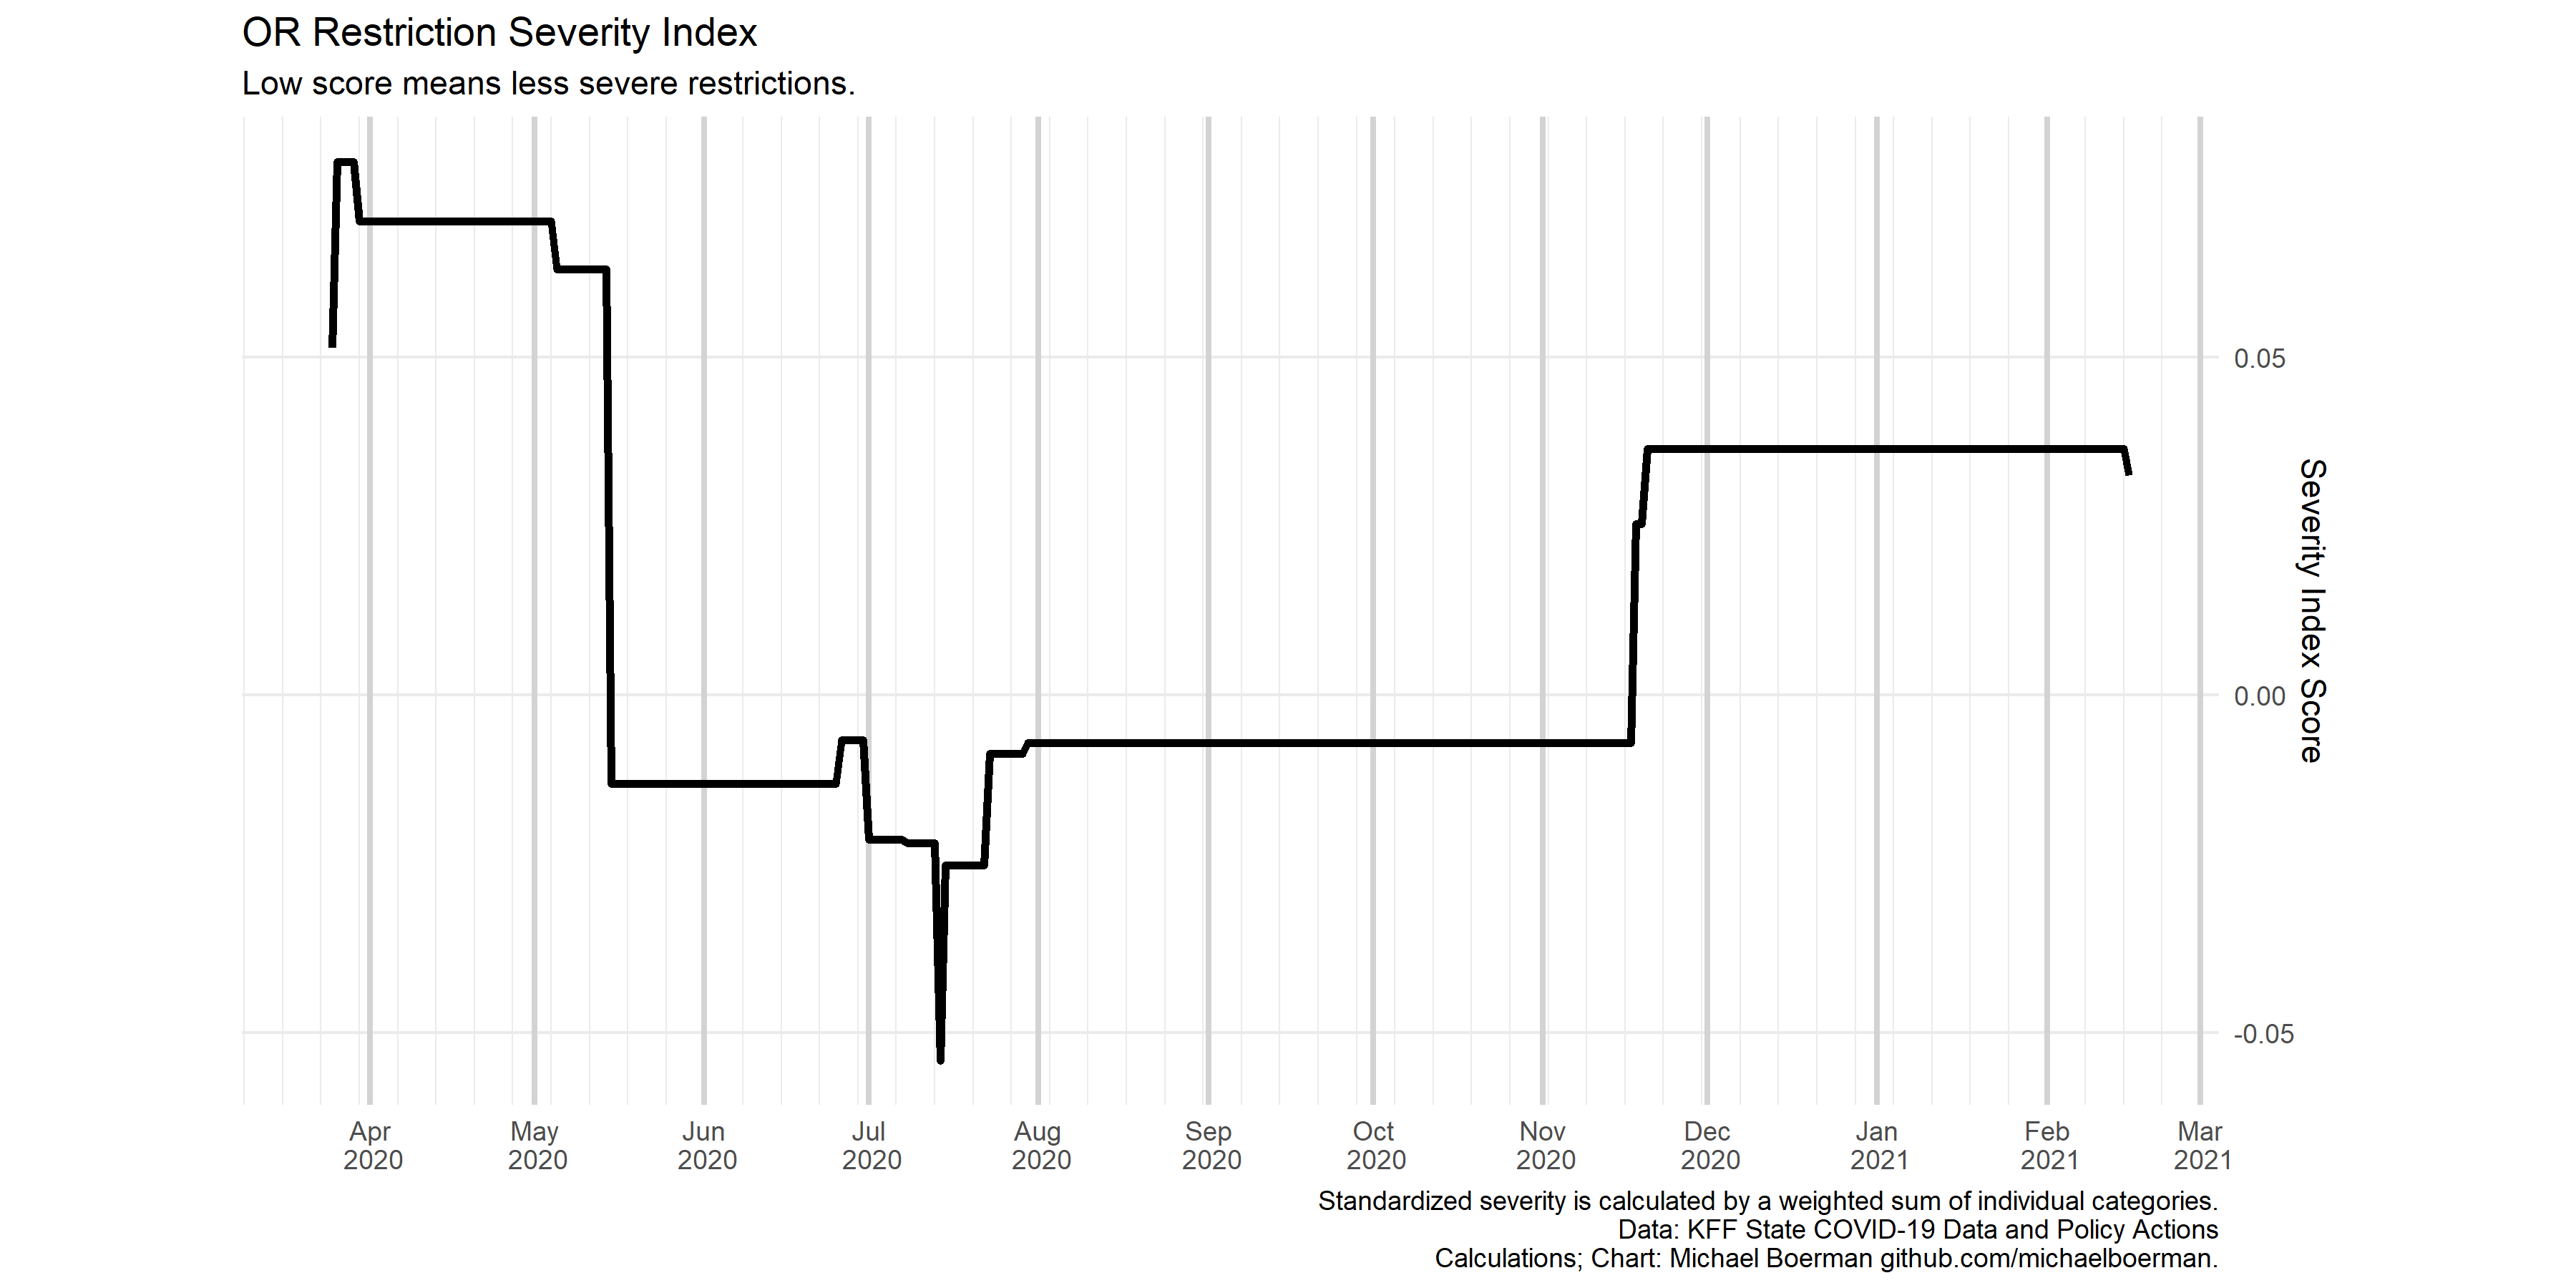 OR Restriction Severity Index
Low score means less severe restrictions.
0.05
0.00
-0.05
Severity Index Score
Apr
2020
May
2020
Jun
2020
Jul
2020
Aug
2020
Sep
2020
Oct
2020
Nov
2020
Dec
2020
Jan
2021
Feb
2021
Mar
2021
Standardized severity is calculated by a weighted sum of individual categories.
Data: KFF State COVID-19 Data and Policy Actions
Calculations; Chart: Michael Boerman github.com/michaelboerman.